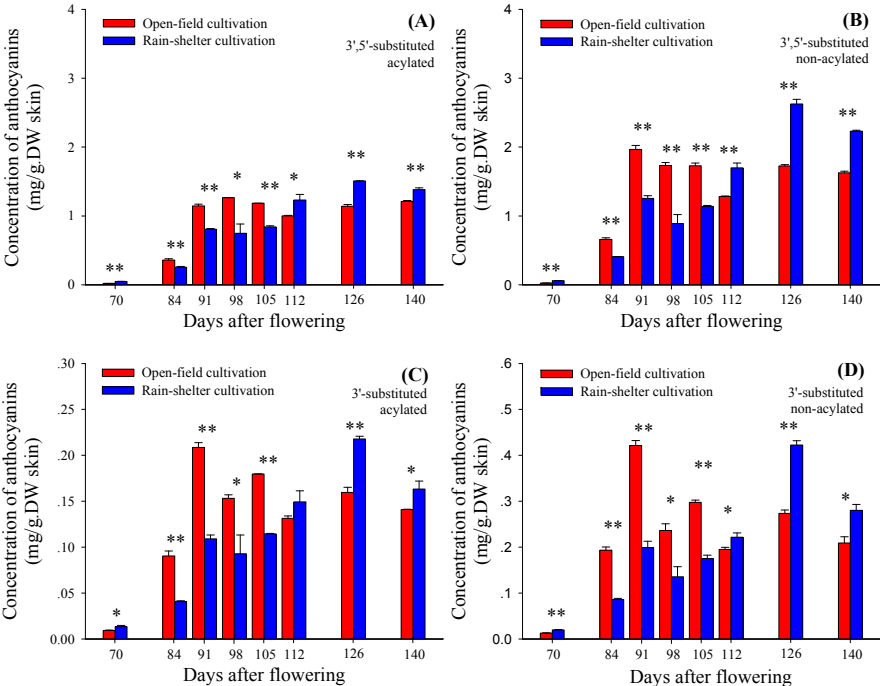 (A)
Open-field cultivation
Rain-shelter cultivation
3',5'-substituted
acylated
Concentration of anthocyanins
(mg/g.DW skin)
4
3
2
1
0
**
**
**
*
**
*
**
**
70 84 91 98 105 112 126 140
Days after flowering
(B)
Open-field cultivation
Rain-shelter cultivation
3',5'-substituted
non-acylated
Concentration of anthocyanins
(mg/g.DW skin)
4
3
2
1
0
**
**
**
**
**
**
**
**
70 84 91 98 105 112 126 140
Days after flowering
(C)
Open-field cultivation
Rain-shelter cultivation
3'-substituted
acylated
Concentration of anthocyanins
(mg/g.DW skin)
.30
.25
.20
.15
.10
.05
0.00
*
**
**
*
**
**
*
70 84 91 98 105 112 126 140
Days after flowering
(D)
Open-field cultivation
Rain-shelter cultivation
3'-substituted
non-acylated
Concentration of anthocyanins
(mg/g.DW skin)
.6
.5
.4
.3
.2
.1
0.0
**
**
**
*
**
*
**
*
70 84 91 98 105 112 126 140
Days after flowering